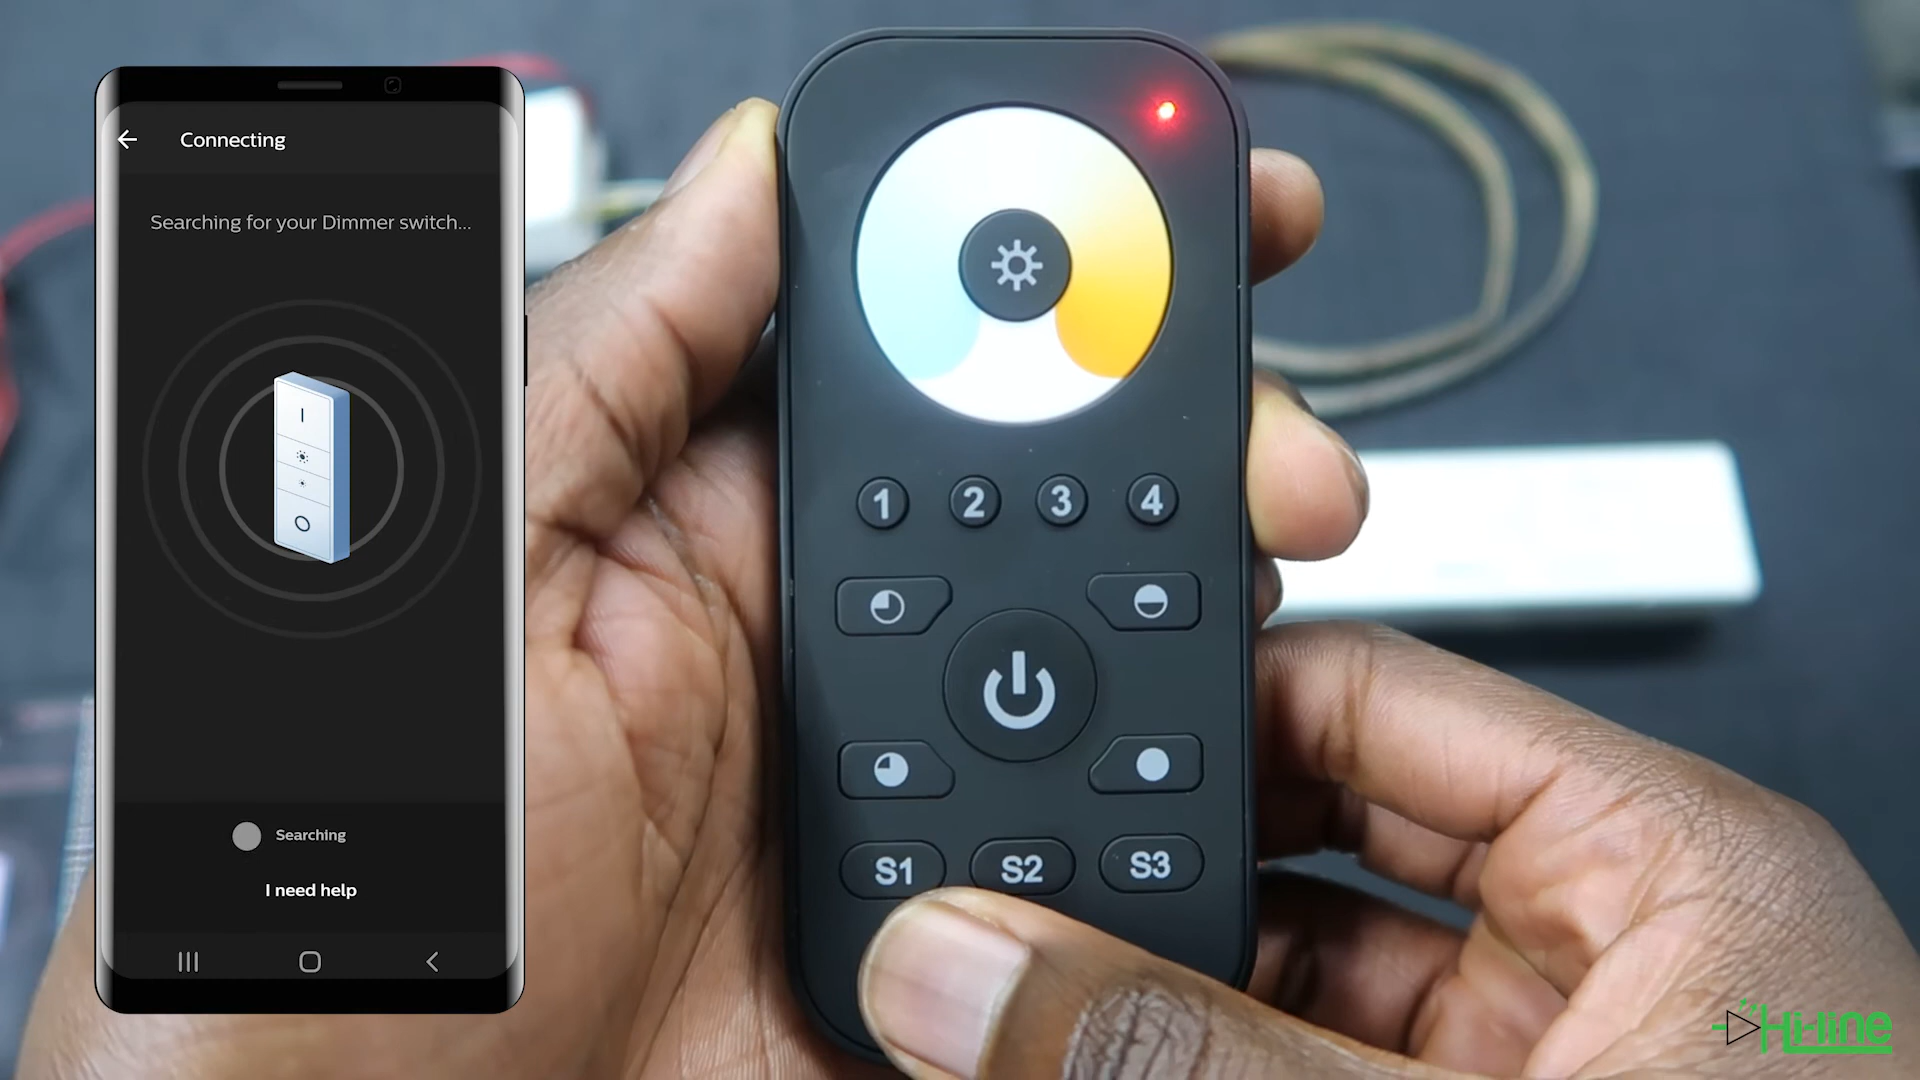 Connecting
Searching for your Dimmer switch...
Searching
I need help
1 2 3 4
S1 S2 S3
Hi-line